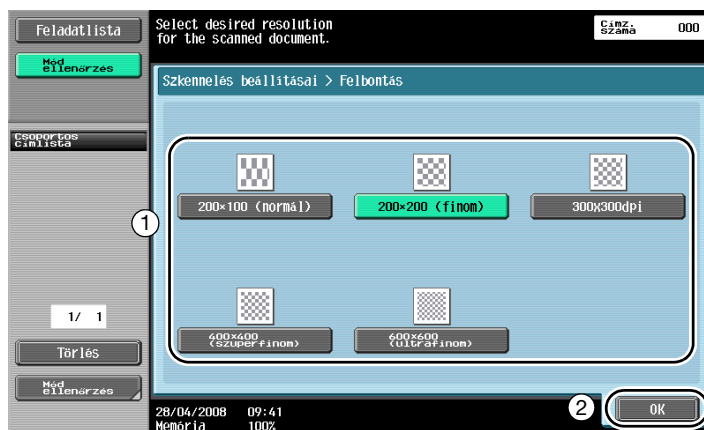 Feladatlista
Mód
ellenőrzés
Csoportos
címlista
1/ 1
Törlés
Mód
ellenőrzés
Select desired resolution
for the scanned document.
Címz.
száma 000
Szkennelés beállításai > Felbontás
1
200×100 (normál)
200×200 (finom)
300x300dpi
400×400
(szuperfinom)
600×600
(ultrafinom)
28/04/2008 09:41
Memória 100%
2
OK